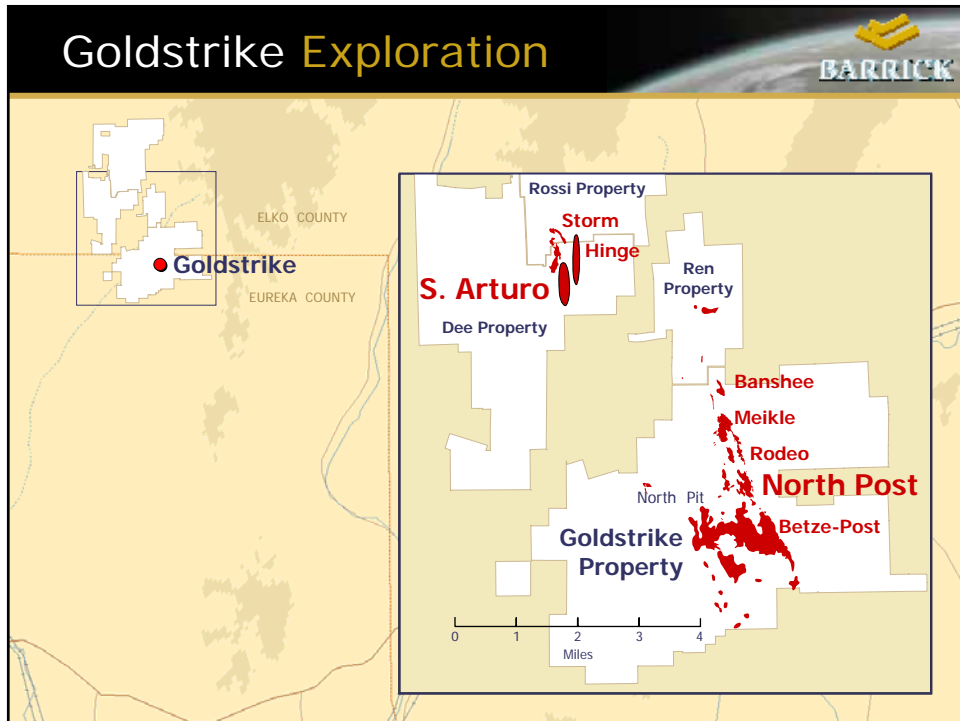 Goldstrike Exploration
BARRICK
ELKO COUNTY
Goldstrike
EUREKA COUNTY
Rossi Property
Storm
Hinge
S. Arturo
Dee Property
Ren
Property
Banshee
Meikle
Rodeo
North Post
North Pit
Betze-Post
Goldstrike
Property
0 1 2 3 4
Miles